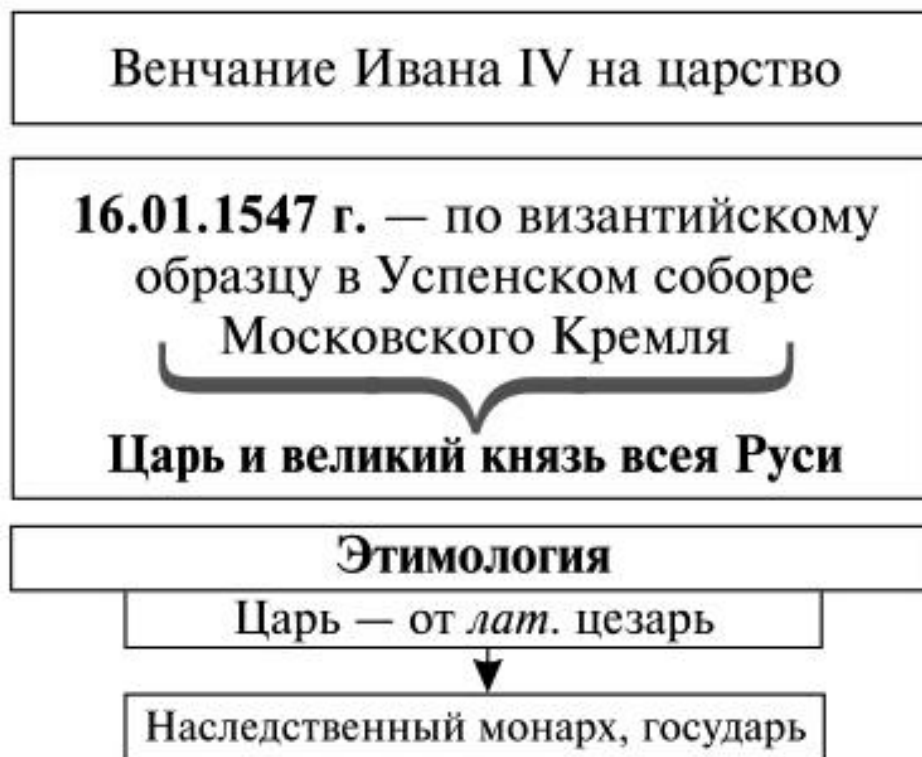 Венчание Ивана IV на царство
16.01.1547 г. — по византийскому
образцу в Успенском соборе
Московского Кремля
Царь и великий князь всея Руси
Этимология
Царь — от лат. цезарь
Наследственный монарх, государь